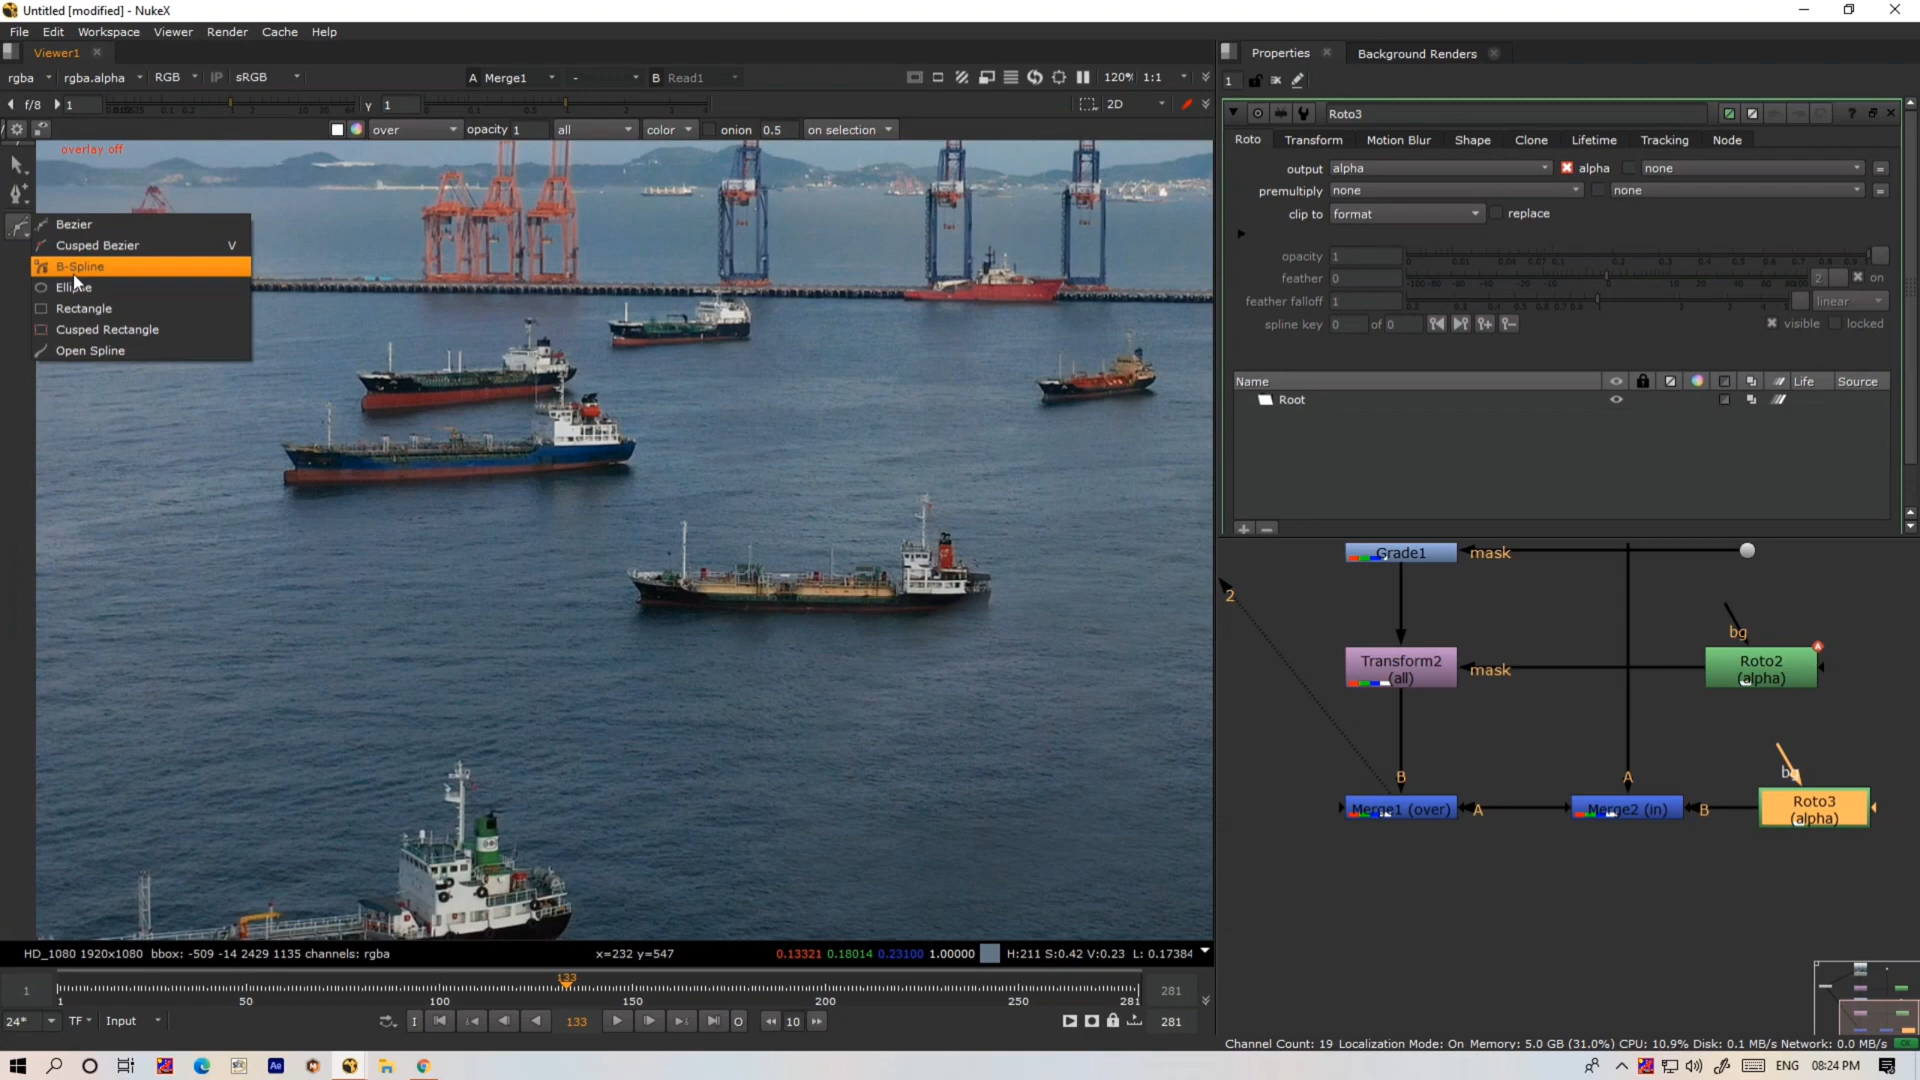 Untitled [modified] - NukeX
File Edit Workspace Viewer Render Cache Help
Viewer1
Properties
Background Renders
rgba rgba.alpha RGB IP sRGB A Merge1 - B Read1 120% 1:1
1
f/8 1 γ 1 2D
over opacity 1 all color onion 0.5 on selection
overlay off
Bezier
Cusped Bezier V
B-Spline
Ellipse
Rectangle
Cusped Rectangle
Open Spline
Roto3
Roto Transform Motion Blur Shape Clone Lifetime Tracking Node
output alpha alpha none =
premultiply none none =
clip to format replace
opacity 1
feather 0 2 on
feather falloff 1 linear
spline key 0 of 0 visible locked
Name Life Source
Root
Grade1
mask
2
bg
Transform2
(all)
mask
Roto2
(alpha)
A
B
A
bg
Merge1 (over)
A
Merge2 (in)
B
Roto3
(alpha)
HD_1080 1920x1080 bbox: -509 -14 2429 1135 channels: rgba x=232 y=547 0.13321 0.18014 0.23100 1.00000 H:211 S:0.42 V:0.23 L: 0.17384
133
1 281
1 50 100 150 200 250 281
24* TF Input I 133 O 10 281
Channel Count: 19 Localization Mode: On Memory: 5.0 GB (31.0%) CPU: 10.9% Disk: 0.1 MB/s Network: 0.0 MB/s
Ae
ENG 08:24 PM